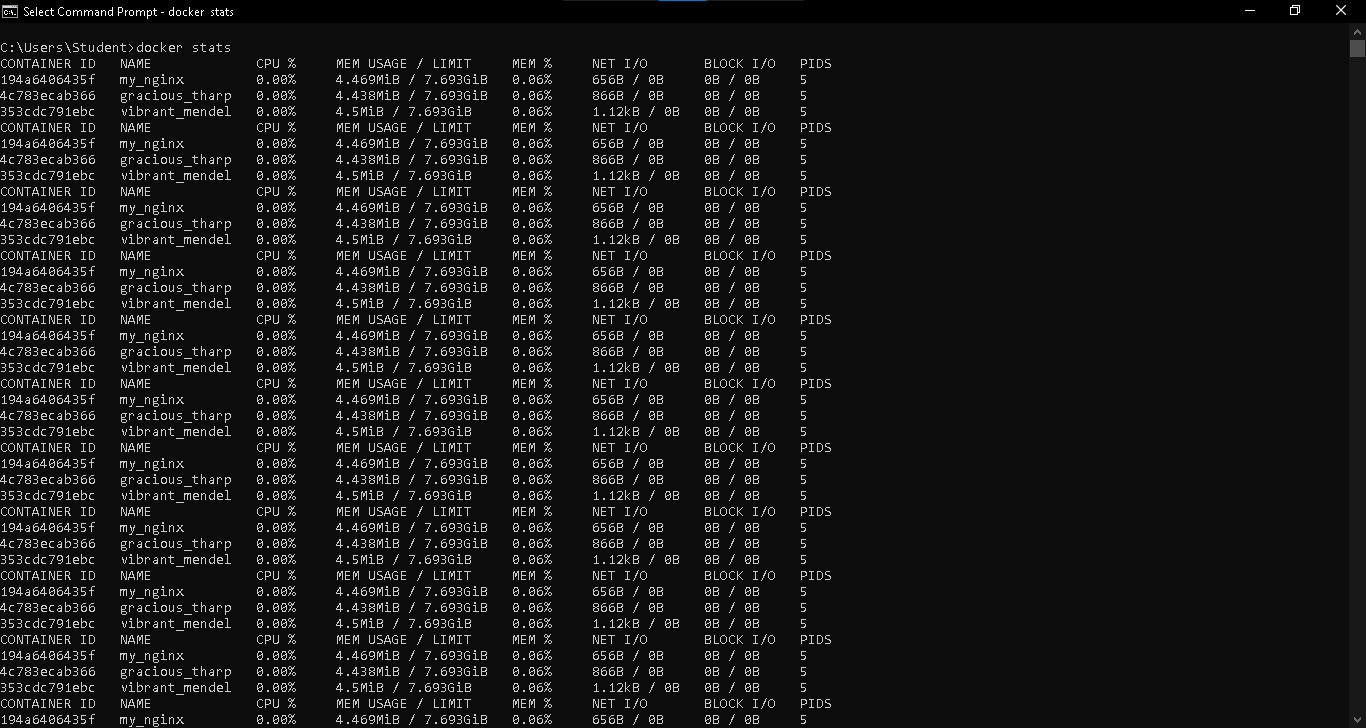 Select Command Prompt - docker  stats
C:\Users\Student>docker stats
CONTAINER ID   NAME             CPU %     MEM USAGE / LIMIT     MEM %     NET I/O       BLOCK I/O   PIDS
194a6406435f   my_nginx         0.00%     4.469MiB / 7.693GiB   0.06%     656B / 0B     0B / 0B     5
4c783ecab366   gracious_tharp   0.00%     4.438MiB / 7.693GiB   0.06%     866B / 0B     0B / 0B     5
353cdc791ebc   vibrant_mendel   0.00%     4.5MiB / 7.693GiB     0.06%     1.12kB / 0B   0B / 0B     5
CONTAINER ID   NAME             CPU %     MEM USAGE / LIMIT     MEM %     NET I/O       BLOCK I/O   PIDS
194a6406435f   my_nginx         0.00%     4.469MiB / 7.693GiB   0.06%     656B / 0B     0B / 0B     5
4c783ecab366   gracious_tharp   0.00%     4.438MiB / 7.693GiB   0.06%     866B / 0B     0B / 0B     5
353cdc791ebc   vibrant_mendel   0.00%     4.5MiB / 7.693GiB     0.06%     1.12kB / 0B   0B / 0B     5
CONTAINER ID   NAME             CPU %     MEM USAGE / LIMIT     MEM %     NET I/O       BLOCK I/O   PIDS
194a6406435f   my_nginx         0.00%     4.469MiB / 7.693GiB   0.06%     656B / 0B     0B / 0B     5
4c783ecab366   gracious_tharp   0.00%     4.438MiB / 7.693GiB   0.06%     866B / 0B     0B / 0B     5
353cdc791ebc   vibrant_mendel   0.00%     4.5MiB / 7.693GiB     0.06%     1.12kB / 0B   0B / 0B     5
CONTAINER ID   NAME             CPU %     MEM USAGE / LIMIT     MEM %     NET I/O       BLOCK I/O   PIDS
194a6406435f   my_nginx         0.00%     4.469MiB / 7.693GiB   0.06%     656B / 0B     0B / 0B     5
4c783ecab366   gracious_tharp   0.00%     4.438MiB / 7.693GiB   0.06%     866B / 0B     0B / 0B     5
353cdc791ebc   vibrant_mendel   0.00%     4.5MiB / 7.693GiB     0.06%     1.12kB / 0B   0B / 0B     5
CONTAINER ID   NAME             CPU %     MEM USAGE / LIMIT     MEM %     NET I/O       BLOCK I/O   PIDS
194a6406435f   my_nginx         0.00%     4.469MiB / 7.693GiB   0.06%     656B / 0B     0B / 0B     5
4c783ecab366   gracious_tharp   0.00%     4.438MiB / 7.693GiB   0.06%     866B / 0B     0B / 0B     5
353cdc791ebc   vibrant_mendel   0.00%     4.5MiB / 7.693GiB     0.06%     1.12kB / 0B   0B / 0B     5
CONTAINER ID   NAME             CPU %     MEM USAGE / LIMIT     MEM %     NET I/O       BLOCK I/O   PIDS
194a6406435f   my_nginx         0.00%     4.469MiB / 7.693GiB   0.06%     656B / 0B     0B / 0B     5
4c783ecab366   gracious_tharp   0.00%     4.438MiB / 7.693GiB   0.06%     866B / 0B     0B / 0B     5
353cdc791ebc   vibrant_mendel   0.00%     4.5MiB / 7.693GiB     0.06%     1.12kB / 0B   0B / 0B     5
CONTAINER ID   NAME             CPU %     MEM USAGE / LIMIT     MEM %     NET I/O       BLOCK I/O   PIDS
194a6406435f   my_nginx         0.00%     4.469MiB / 7.693GiB   0.06%     656B / 0B     0B / 0B     5
4c783ecab366   gracious_tharp   0.00%     4.438MiB / 7.693GiB   0.06%     866B / 0B     0B / 0B     5
353cdc791ebc   vibrant_mendel   0.00%     4.5MiB / 7.693GiB     0.06%     1.12kB / 0B   0B / 0B     5
CONTAINER ID   NAME             CPU %     MEM USAGE / LIMIT     MEM %     NET I/O       BLOCK I/O   PIDS
194a6406435f   my_nginx         0.00%     4.469MiB / 7.693GiB   0.06%     656B / 0B     0B / 0B     5
4c783ecab366   gracious_tharp   0.00%     4.438MiB / 7.693GiB   0.06%     866B / 0B     0B / 0B     5
353cdc791ebc   vibrant_mendel   0.00%     4.5MiB / 7.693GiB     0.06%     1.12kB / 0B   0B / 0B     5
CONTAINER ID   NAME             CPU %     MEM USAGE / LIMIT     MEM %     NET I/O       BLOCK I/O   PIDS
194a6406435f   my_nginx         0.00%     4.469MiB / 7.693GiB   0.06%     656B / 0B     0B / 0B     5
4c783ecab366   gracious_tharp   0.00%     4.438MiB / 7.693GiB   0.06%     866B / 0B     0B / 0B     5
353cdc791ebc   vibrant_mendel   0.00%     4.5MiB / 7.693GiB     0.06%     1.12kB / 0B   0B / 0B     5
CONTAINER ID   NAME             CPU %     MEM USAGE / LIMIT     MEM %     NET I/O       BLOCK I/O   PIDS
194a6406435f   my_nginx         0.00%     4.469MiB / 7.693GiB   0.06%     656B / 0B     0B / 0B     5
4c783ecab366   gracious_tharp   0.00%     4.438MiB / 7.693GiB   0.06%     866B / 0B     0B / 0B     5
353cdc791ebc   vibrant_mendel   0.00%     4.5MiB / 7.693GiB     0.06%     1.12kB / 0B   0B / 0B     5
CONTAINER ID   NAME             CPU %     MEM USAGE / LIMIT     MEM %     NET I/O       BLOCK I/O   PIDS
194a6406435f   my_nginx         0.00%     4.469MiB / 7.693GiB   0.06%     656B / 0B     0B / 0B     5